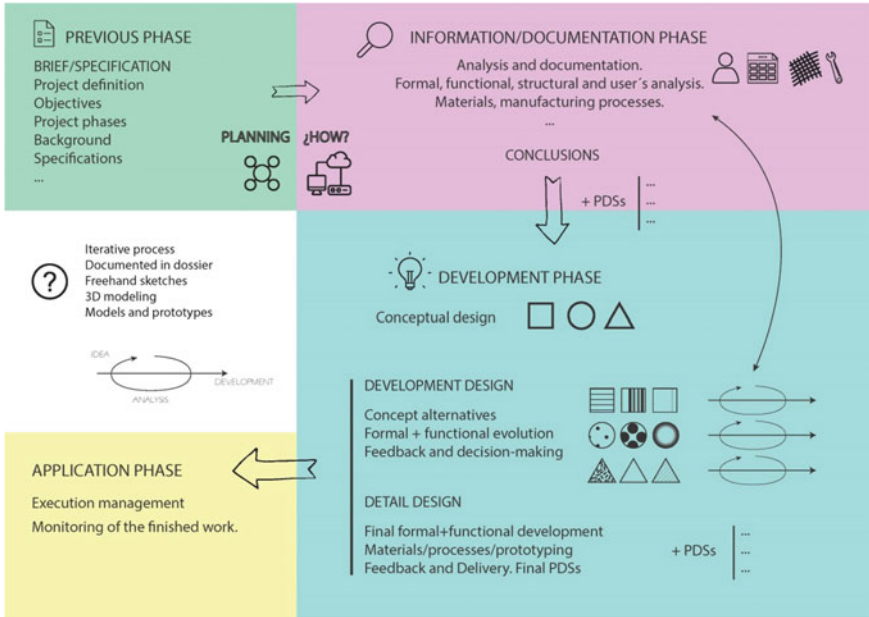 PREVIOUS PHASE
BRIEF/SPECIFICATION
Project definition
Objectives
Project phases
Background
Specifications
...
PLANNING
¿HOW?
INFORMATION/DOCUMENTATION PHASE
Analysis and documentation.
Formal, functional, structural and user´s analysis.
Materials, manufacturing processes.
...
CONCLUSIONS
+ PDSs
...
...
...
?
Iterative process
Documented in dossier
Freehand sketches
3D modeling
Models and prototypes
IDEA
DEVELOPMENT
ANALYSIS
DEVELOPMENT PHASE
Conceptual design
DEVELOPMENT DESIGN
Concept alternatives
Formal + functional evolution
Feedback and decision-making
DETAIL DESIGN
Final formal+functional development
Materials/processes/prototyping
Feedback and Delivery. Final PDSs
+ PDSs
...
...
...
APPLICATION PHASE
Execution management
Monitoring of the finished work.